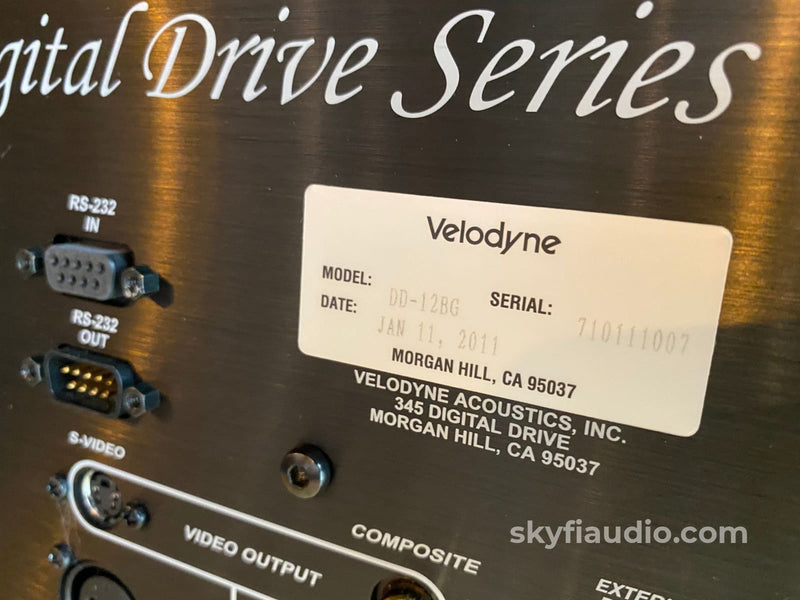 igital Drive Series
RS-232
IN
Velodyne
MODEL: DD-12BG SERIAL: 710111007
DATE: JAN 11, 2011
MORGAN HILL, CA 95037
VELODYNE ACOUSTICS, INC.
345 DIGITAL DRIVE
MORGAN HILL, CA 95037
RS-232
OUT
S-VIDEO
VIDEO OUTPUT
COMPOSITE
skyfiaudio.com